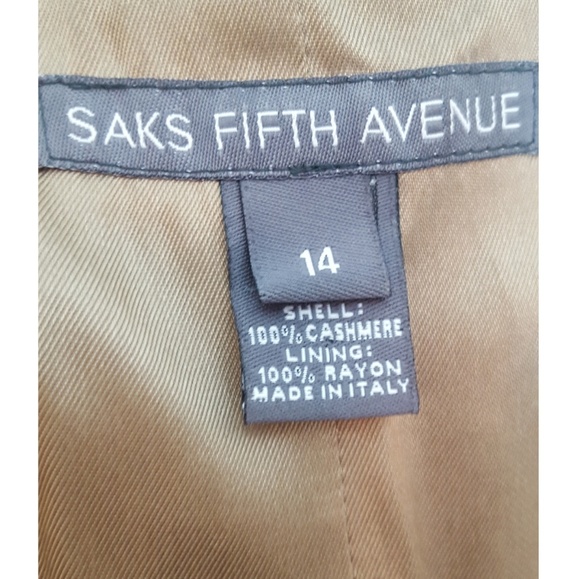 SAKS FIFTH AVENUE
14
SHELL:
100% CASHMERE
LINING:
100% RAYON
MADE IN ITALY